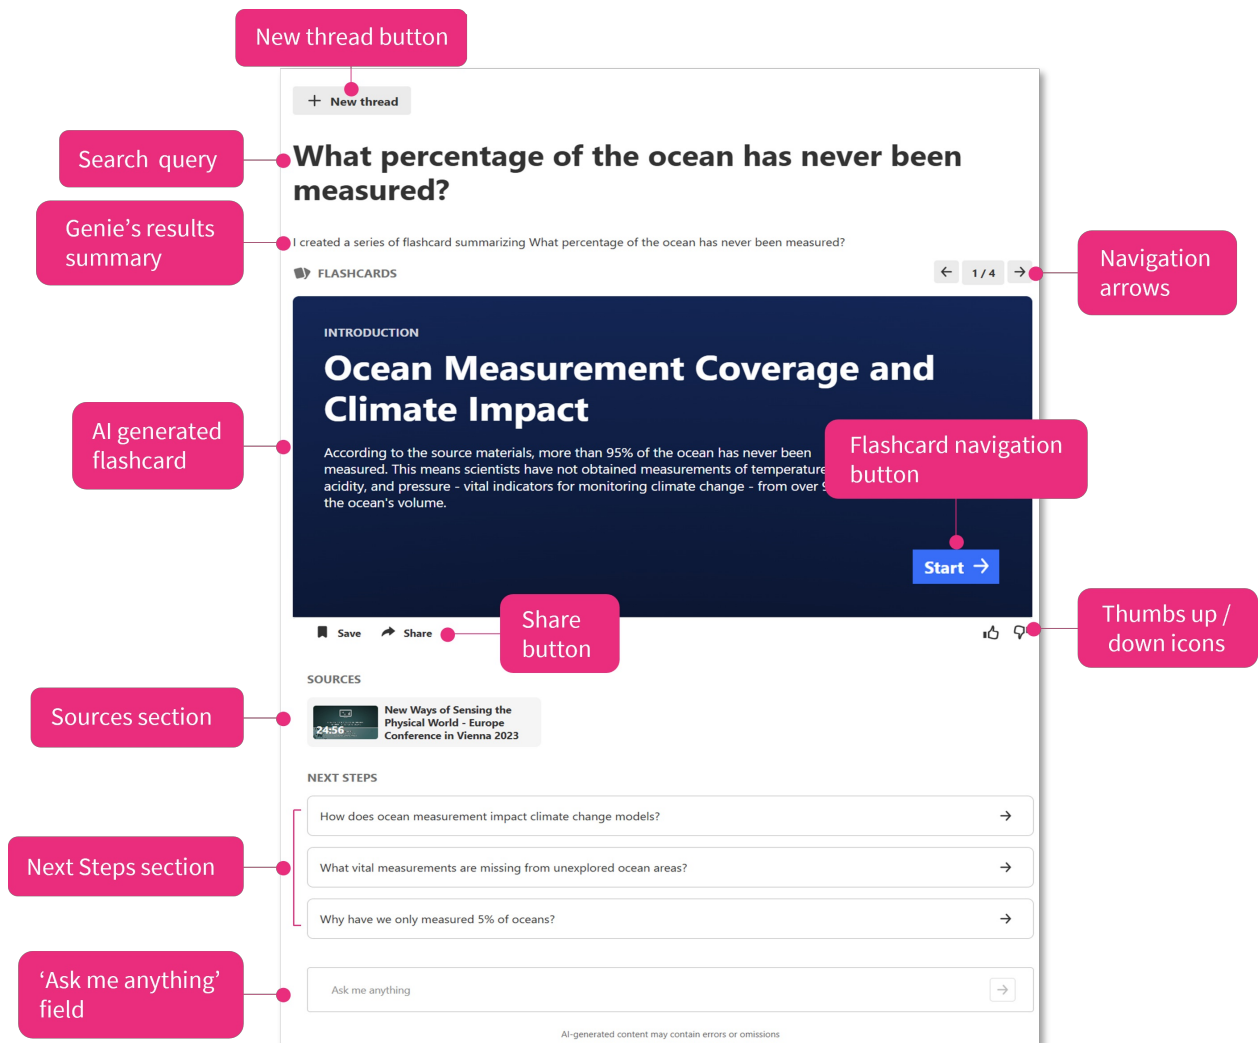 New thread button
+ New thread
Search query
What percentage of the ocean has never been
measured?
Genie's results
summary
I created a series of flashcard summarizing What percentage of the ocean has never been measured?
FLASHCARDS
1 / 4
Navigation
arrows
INTRODUCTION
Ocean Measurement Coverage and
Climate Impact
AI generated
flashcard
According to the source materials, more than 95% of the ocean has never been
measured. This means scientists have not obtained measurements of temperature
acidity, and pressure - vital indicators for monitoring climate change - from over
the ocean's volume.
Flashcard navigation
button
Start
Save
Share
Share
button
Thumbs up /
down icons
SOURCES
Sources section
24:56
New Ways of Sensing the
Physical World - Europe
Conference in Vienna 2023
NEXT STEPS
How does ocean measurement impact climate change models?
Next Steps section
What vital measurements are missing from unexplored ocean areas?
Why have we only measured 5% of oceans?
'Ask me anything'
field
Ask me anything
AI-generated content may contain errors or omissions